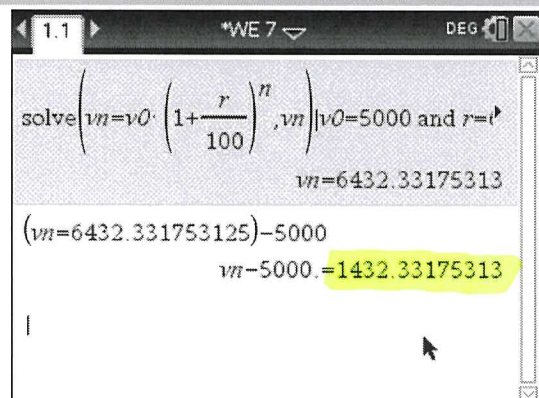 1.1 *WE 7 DEG
solve(vn=v0·(1+r/100)^n,vn)|v0=5000 and r=
vn=6432.33175313
(vn=6432.331753125)−5000
vn−5000.=1432.33175313